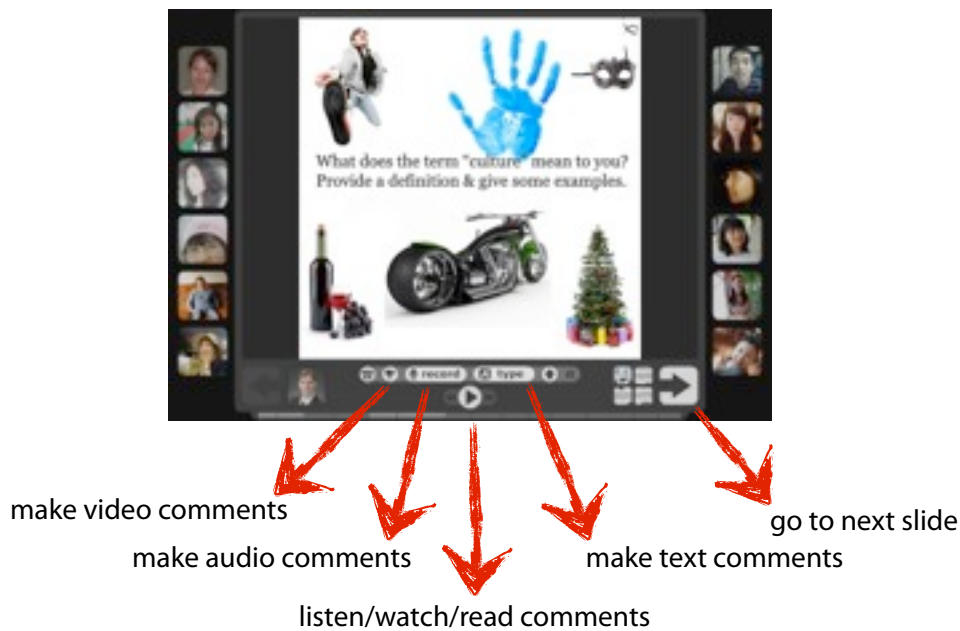 What does the term "culture" mean to you?
Provide a definition & give some examples.
record
type
make video comments
go to next slide
make audio comments
make text comments
listen/watch/read comments